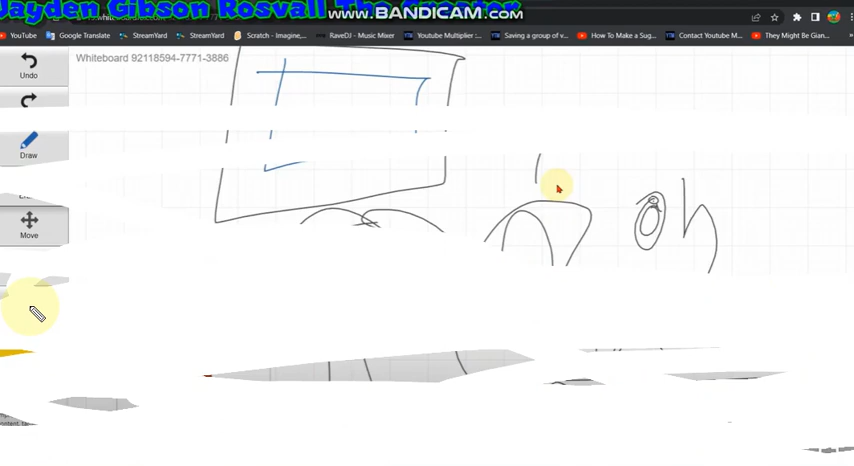 Jayden Gibson Rosvall The Creator
www.BANDICAM.com
YouTube
Google Translate
StreamYard
StreamYard
Scratch - Imagine,...
RaveDJ - Music Mixer
Youtube Multiplier :...
Saving a group of v...
How To Make a Sug...
Contact Youtube M...
They Might Be Gian...
Undo
Whiteboard 92118594-7771-3886
Draw
Move
oh